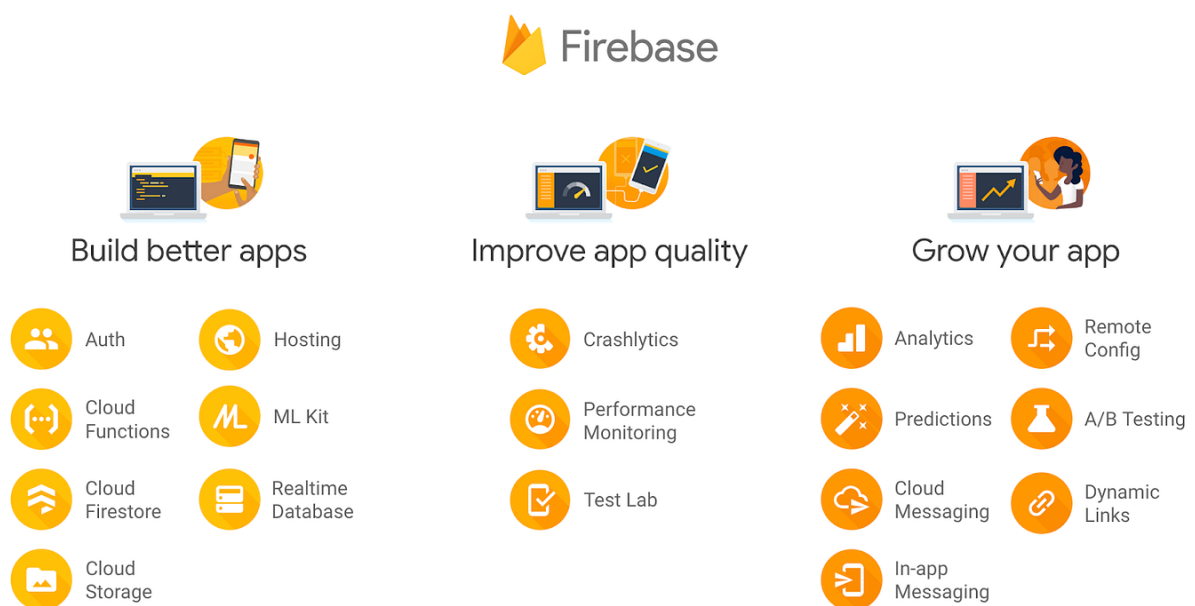 Firebase
Build better apps
Auth
Cloud
Functions
Cloud
Firestore
Cloud
Storage
Hosting
ML Kit
Realtime
Database
Improve app quality
Crashlytics
Performance
Monitoring
Test Lab
Grow your app
Analytics
Predictions
Cloud
Messaging
In-app
Messaging
Remote
Config
A/B Testing
Dynamic
Links